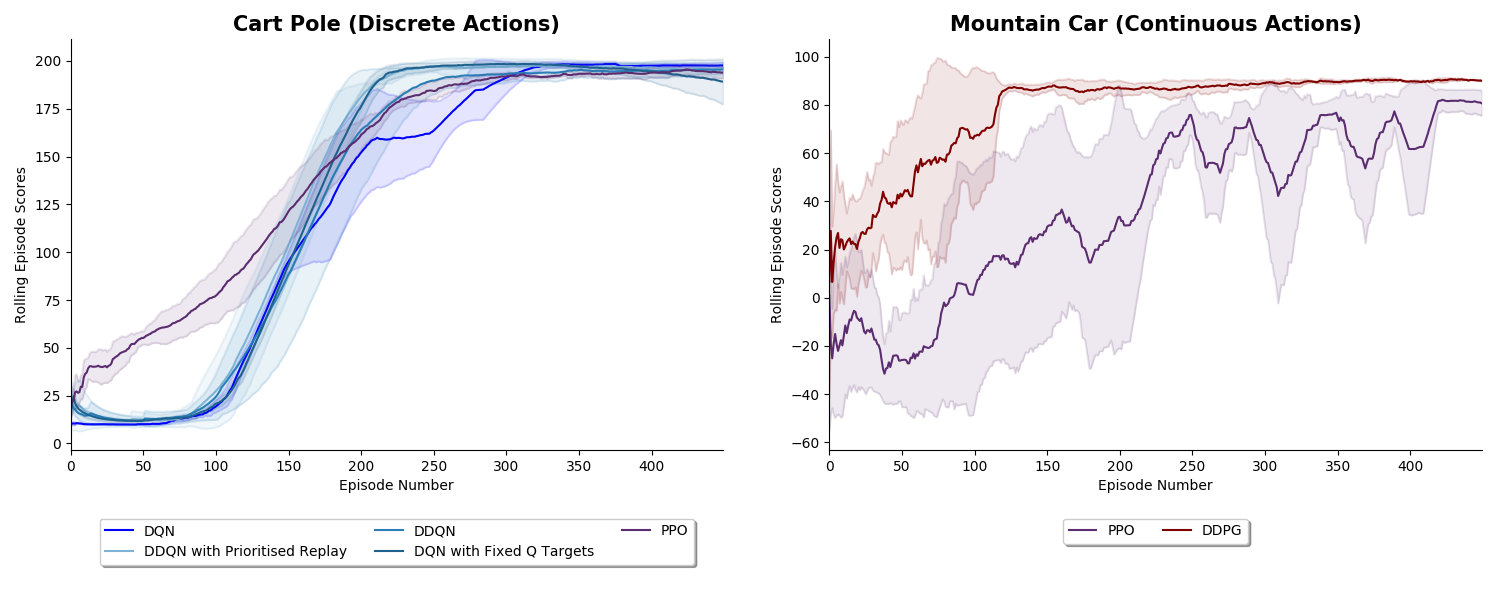 Cart Pole (Discrete Actions)
Rolling Episode Scores
200
175
150
125
100
75
50
25
0
0 50 100 150 200 250 300 350 400
Episode Number
DQN
DDQN with Prioritised Replay
DDQN
DQN with Fixed Q Targets
PPO
Mountain Car (Continuous Actions)
Rolling Episode Scores
100
80
60
40
20
0
−20
−40
−60
0 50 100 150 200 250 300 350 400
Episode Number
PPO
DDPG